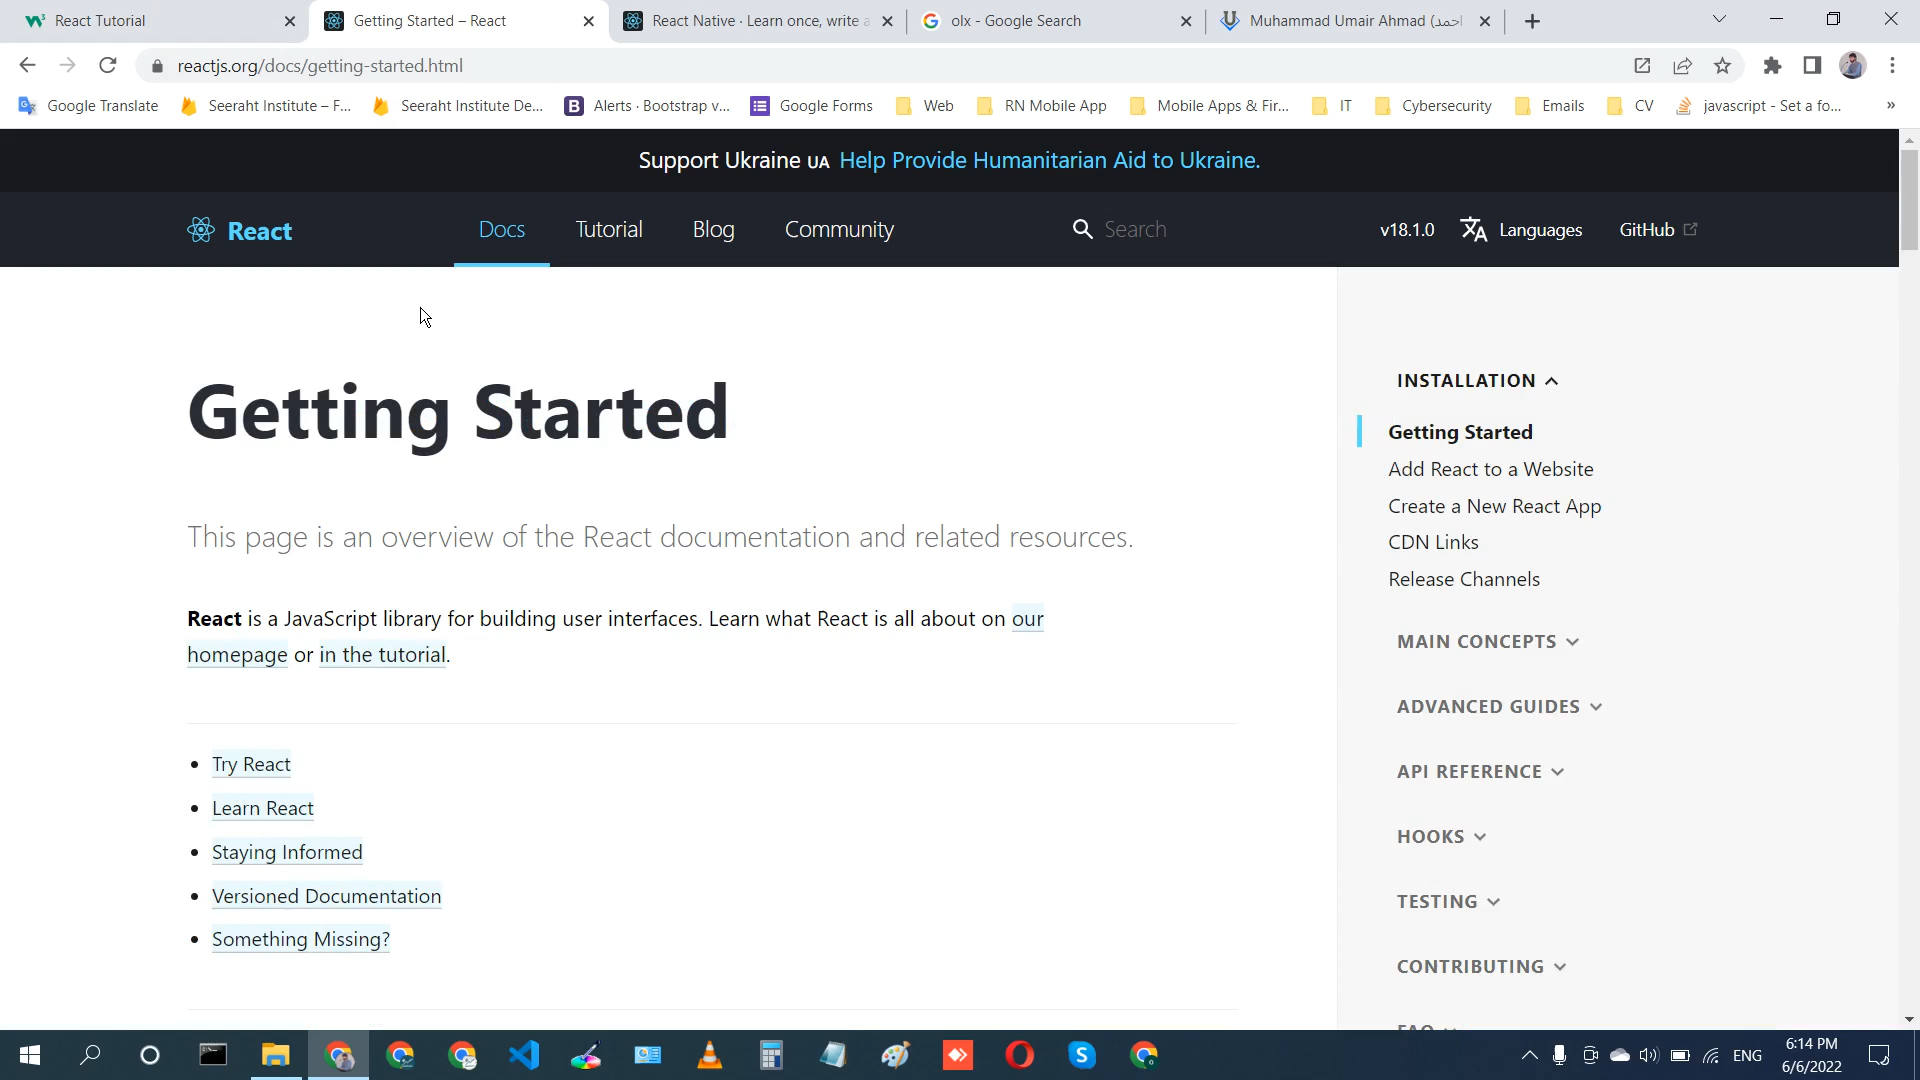 React Tutorial
Getting Started – React
React Native · Learn once, write a
olx - Google Search
Muhammad Umair Ahmad (احمد
reactjs.org/docs/getting-started.html
Google Translate
Seeraht Institute – F...
Seeraht Institute De...
Alerts · Bootstrap v...
Google Forms
Web
RN Mobile App
Mobile Apps & Fir...
IT
Cybersecurity
Emails
CV
javascript - Set a fo...
»
Support Ukraine UA Help Provide Humanitarian Aid to Ukraine.
React
Docs
Tutorial
Blog
Community
Search
v18.1.0
Languages
GitHub
Getting Started
This page is an overview of the React documentation and related resources.
React is a JavaScript library for building user interfaces. Learn what React is all about on our
homepage or in the tutorial.
• Try React
• Learn React
• Staying Informed
• Versioned Documentation
• Something Missing?
INSTALLATION
Getting Started
Add React to a Website
Create a New React App
CDN Links
Release Channels
MAIN CONCEPTS
ADVANCED GUIDES
API REFERENCE
HOOKS
TESTING
CONTRIBUTING
FAQ
ENG
6:14 PM
6/6/2022